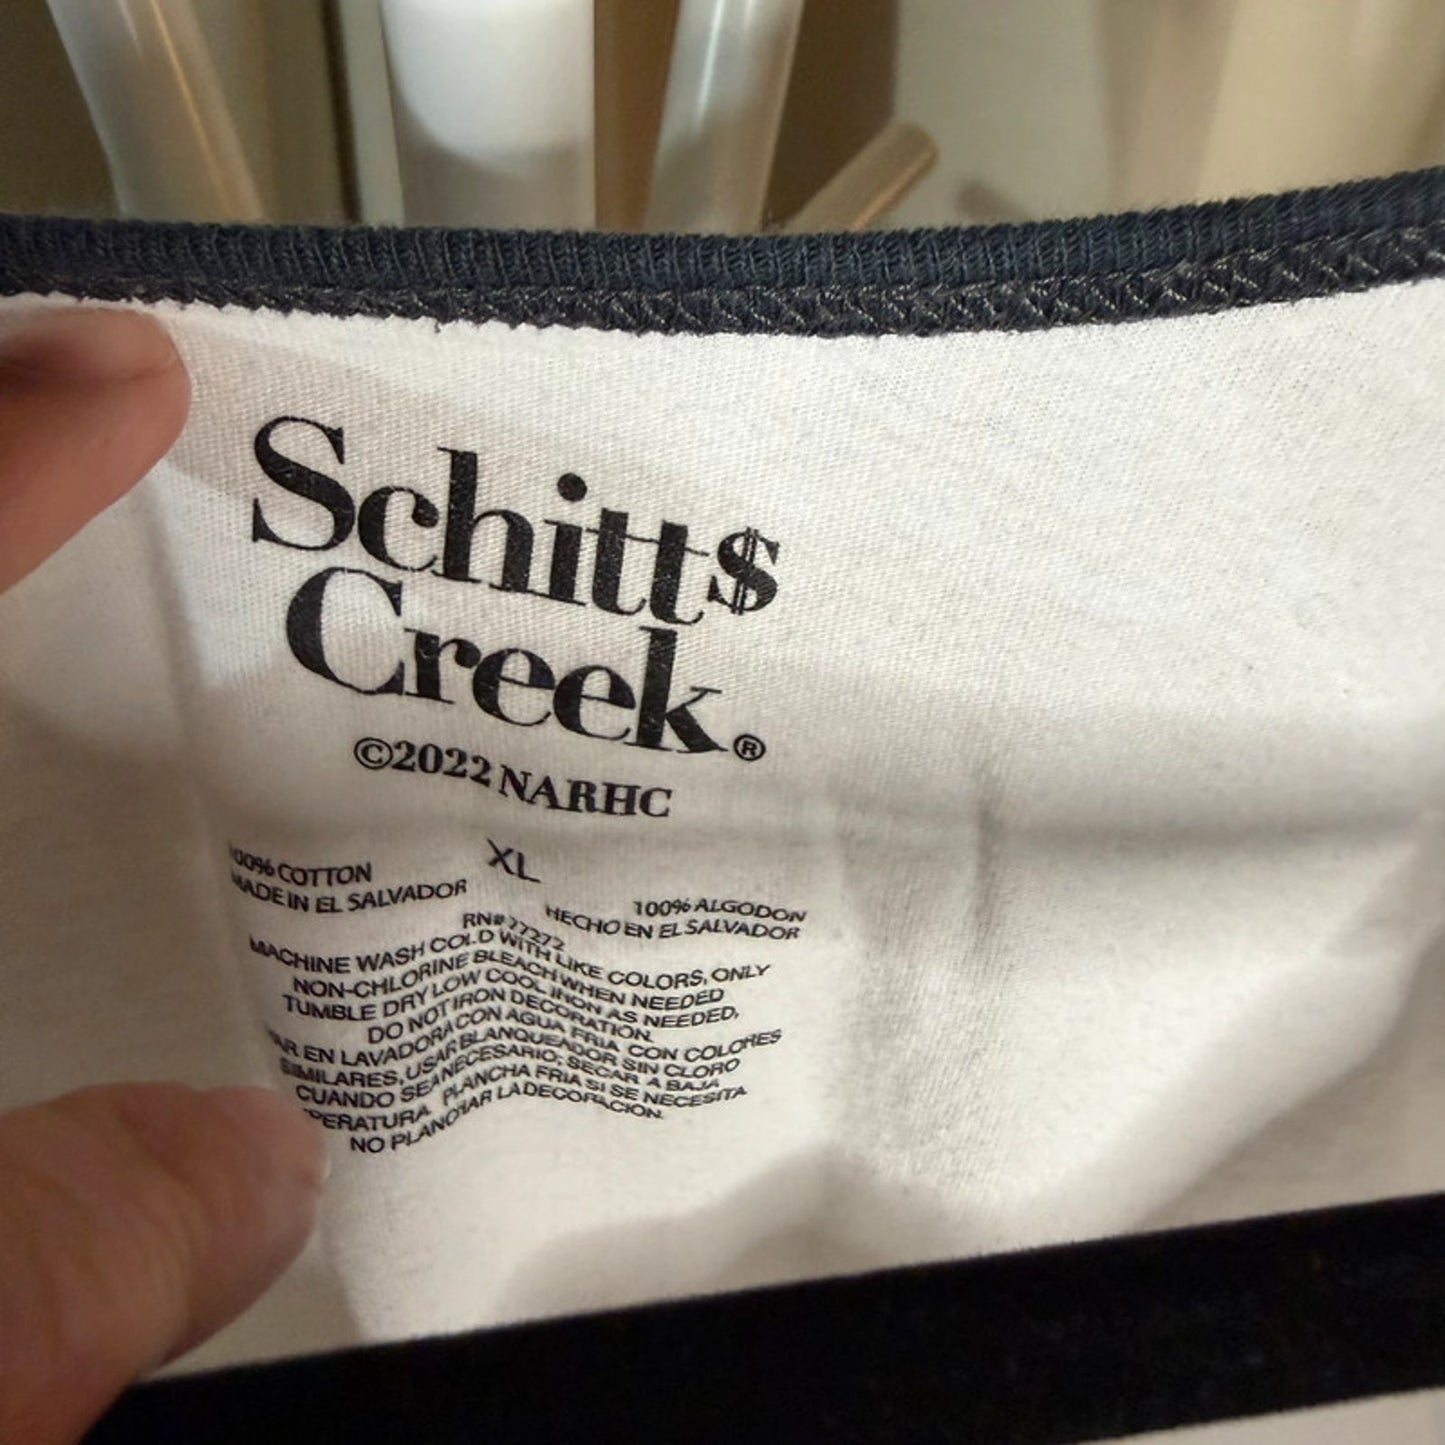 Schitt$
Creek®
©2022 NARHC
XL
COTTON
MADE IN EL SALVADOR
100% ALGODON
HECHO EN EL SALVADOR
RN# 77272
MACHINE WASH COLD WITH LIKE COLORS, ONLY
NON-CHLORINE BLEACH WHEN NEEDED
TUMBLE DRY LOW COOL IRON AS NEEDED,
DO NOT IRON DECORATION.
EN LAVADORA CON AGUA FRIA CON COLORES
SIMILARES, USAR BLANQUEADOR SIN CLORO
CUANDO SEA NECESARIO; SECAR A BAJA
PLANCHA FRIA SI SE NECESITA
NO PLANCHAR LA DECORACION.